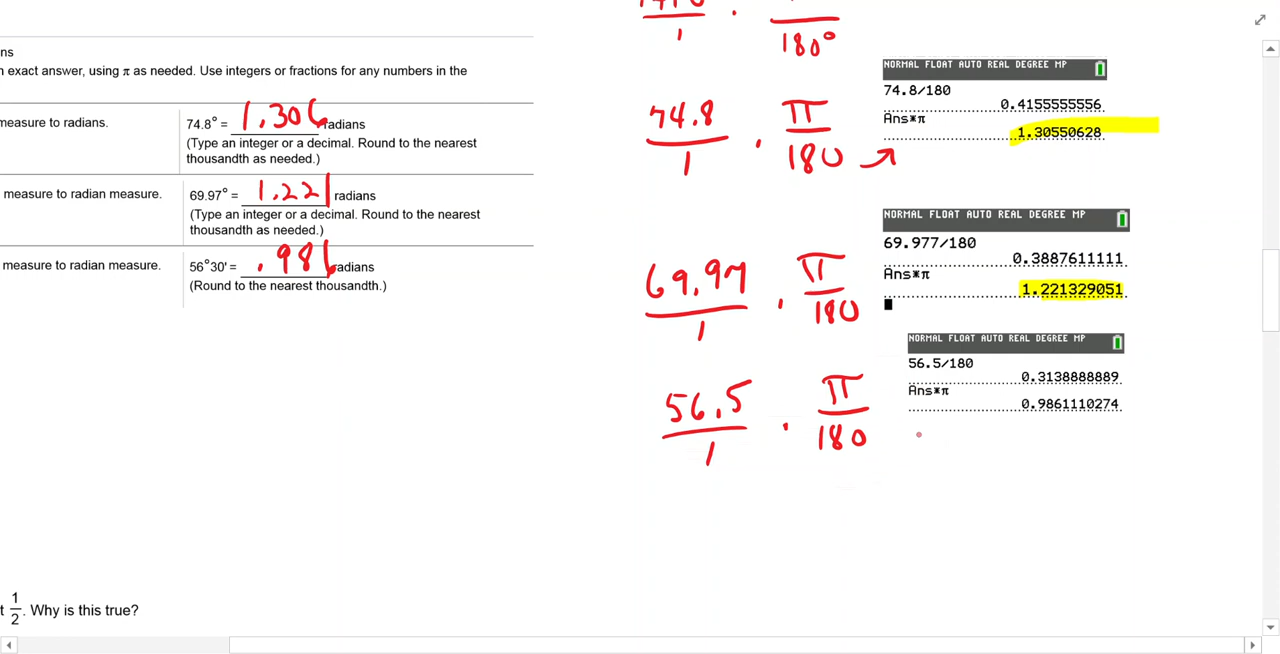 ns
n exact answer, using π as needed. Use integers or fractions for any numbers in the
measure to radians.
74.8° = 1.306 radians
(Type an integer or a decimal. Round to the nearest
thousandth as needed.)
measure to radian measure.
69.97° = 1.221 radians
(Type an integer or a decimal. Round to the nearest
thousandth as needed.)
measure to radian measure.
56°30' = .986 radians
(Round to the nearest thousandth.)
t 1/2. Why is this true?
1
180°
74.8/1 · π/180
NORMAL FLOAT AUTO REAL DEGREE MP
74.8/180
0.4155555556
Ans*π
1.30550628
69.97/1 · π/180
NORMAL FLOAT AUTO REAL DEGREE MP
69.977/180
0.3887611111
Ans*π
1.221329051
56.5/1 · π/180
NORMAL FLOAT AUTO REAL DEGREE MP
56.5/180
0.3138888889
Ans*π
0.9861110274